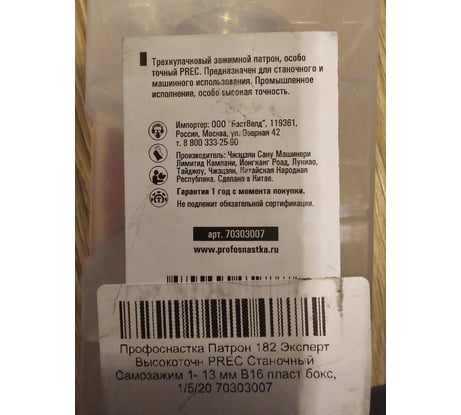 Трехкулачковый зажимной патрон, особо
точный PREC. Предназначен для станочного и
машинного использования. Промышленное
исполнение, особо высокая точность.
Импортер: ООО "БэстВелд", 119361,
Россия, Москва, ул. Озерная 42
т. 8 800 333-25-90
Производитель: Чжэцзян Сану Машинери
Лимитид Кампани, Йонгканг Роад, Лукиао,
Тайджоу, Чжэцзян, Китайская Народная
Республика. Сделано в Китае.
Гарантия 1 год с момента покупки.
Не подлежит обязательной сертификации.
арт. 70303007
www.profosnastka.ru
Профоснастка Патрон 182 Эксперт
Высокоточн PREC Станочный
Самозажим 1- 13 мм В16 пласт бокс,
1/5/20 70303007